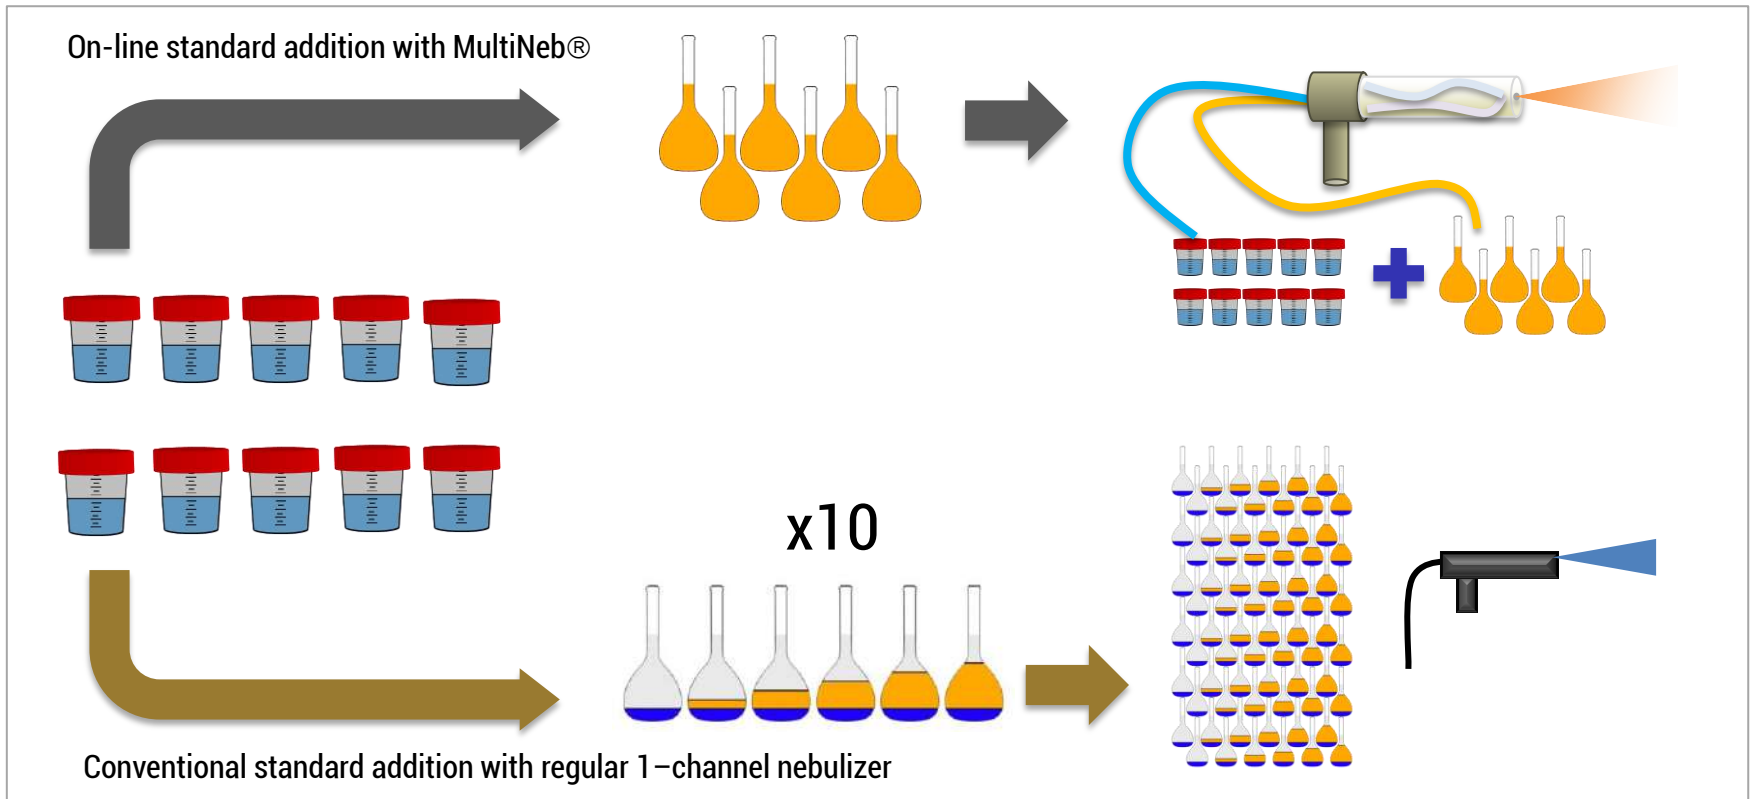 On-line standard addition with MultiNeb®
x10
Conventional standard addition with regular 1–channel nebulizer